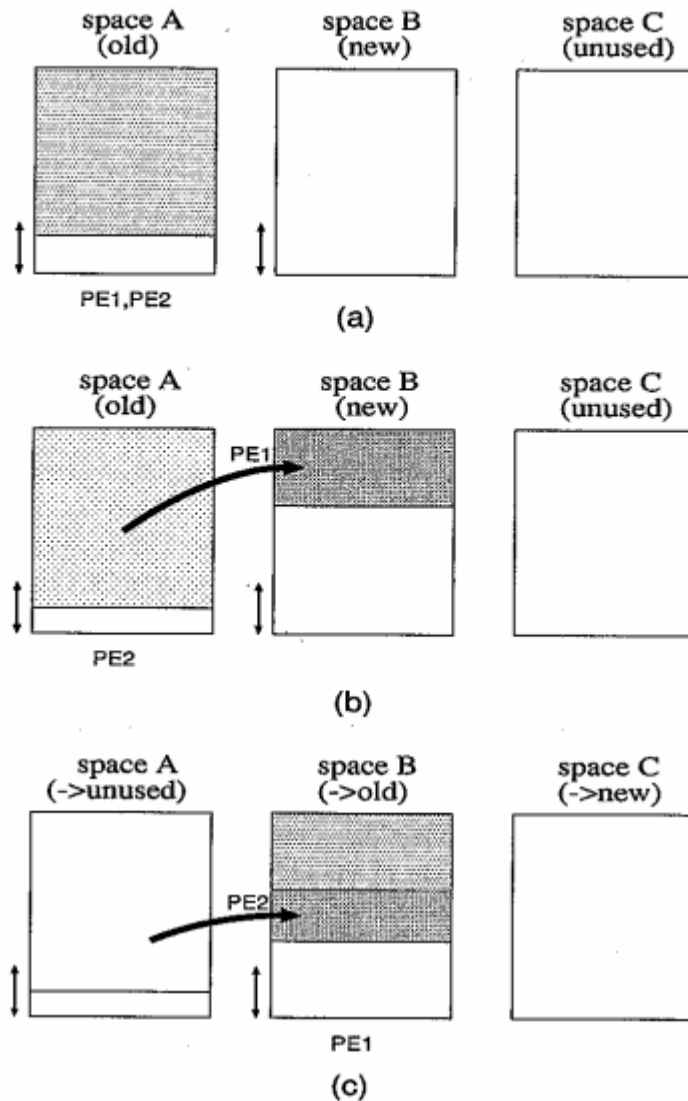 space A space B space C
(old) (new) (unused)
PE1,PE2
(a)
space A space B space C
(old) (new) (unused)
PE1
PE2
(b)
space A space B space C
(->unused) (->old) (->new)
PE2
PE1
(c)